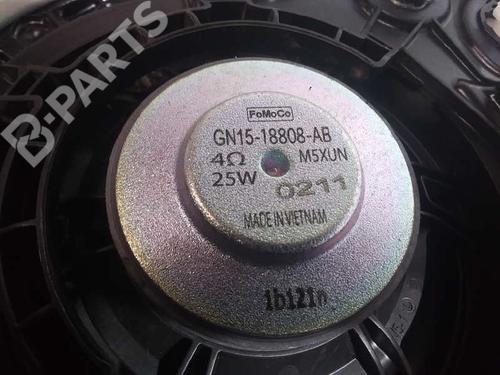 B-PARTS
FoMoCo
GN15-18808-AB
4Ω M5XUN
25W 0211
MADE IN VIETNAM
1b121n